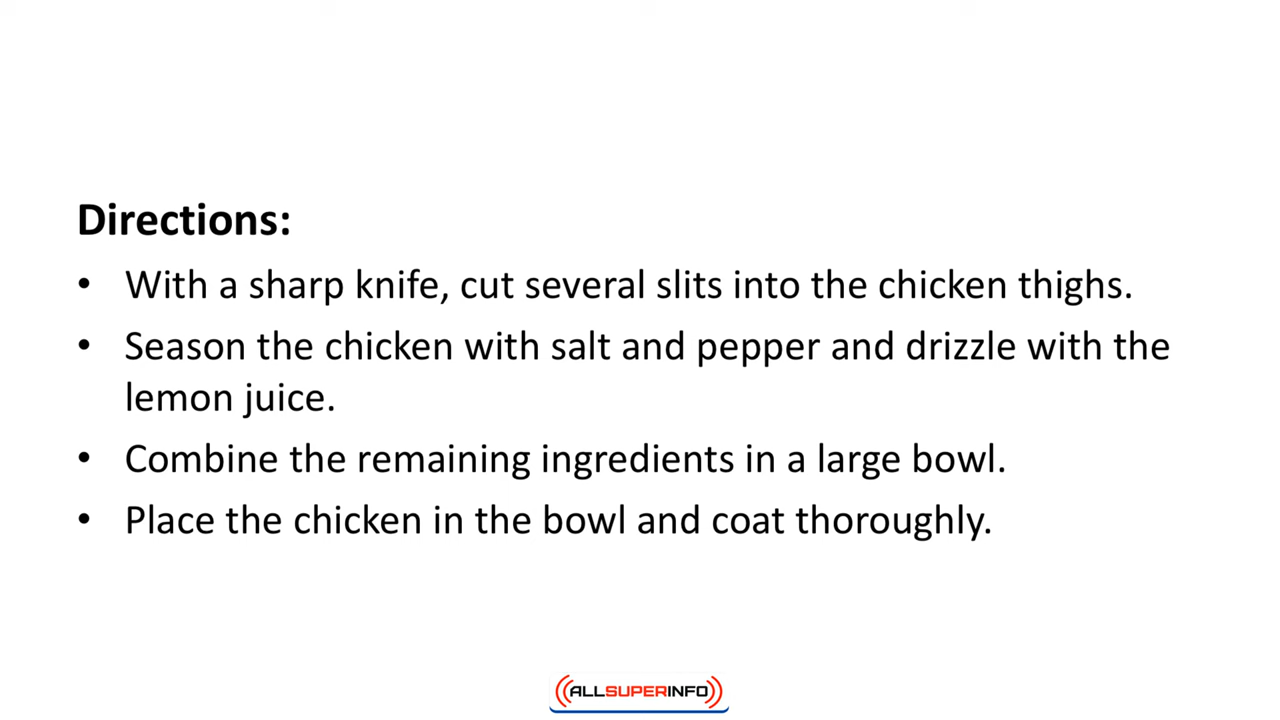 Directions:
• With a sharp knife, cut several slits into the chicken thighs.
• Season the chicken with salt and pepper and drizzle with the
lemon juice.
• Combine the remaining ingredients in a large bowl.
• Place the chicken in the bowl and coat thoroughly.
ALLSUPERINFO